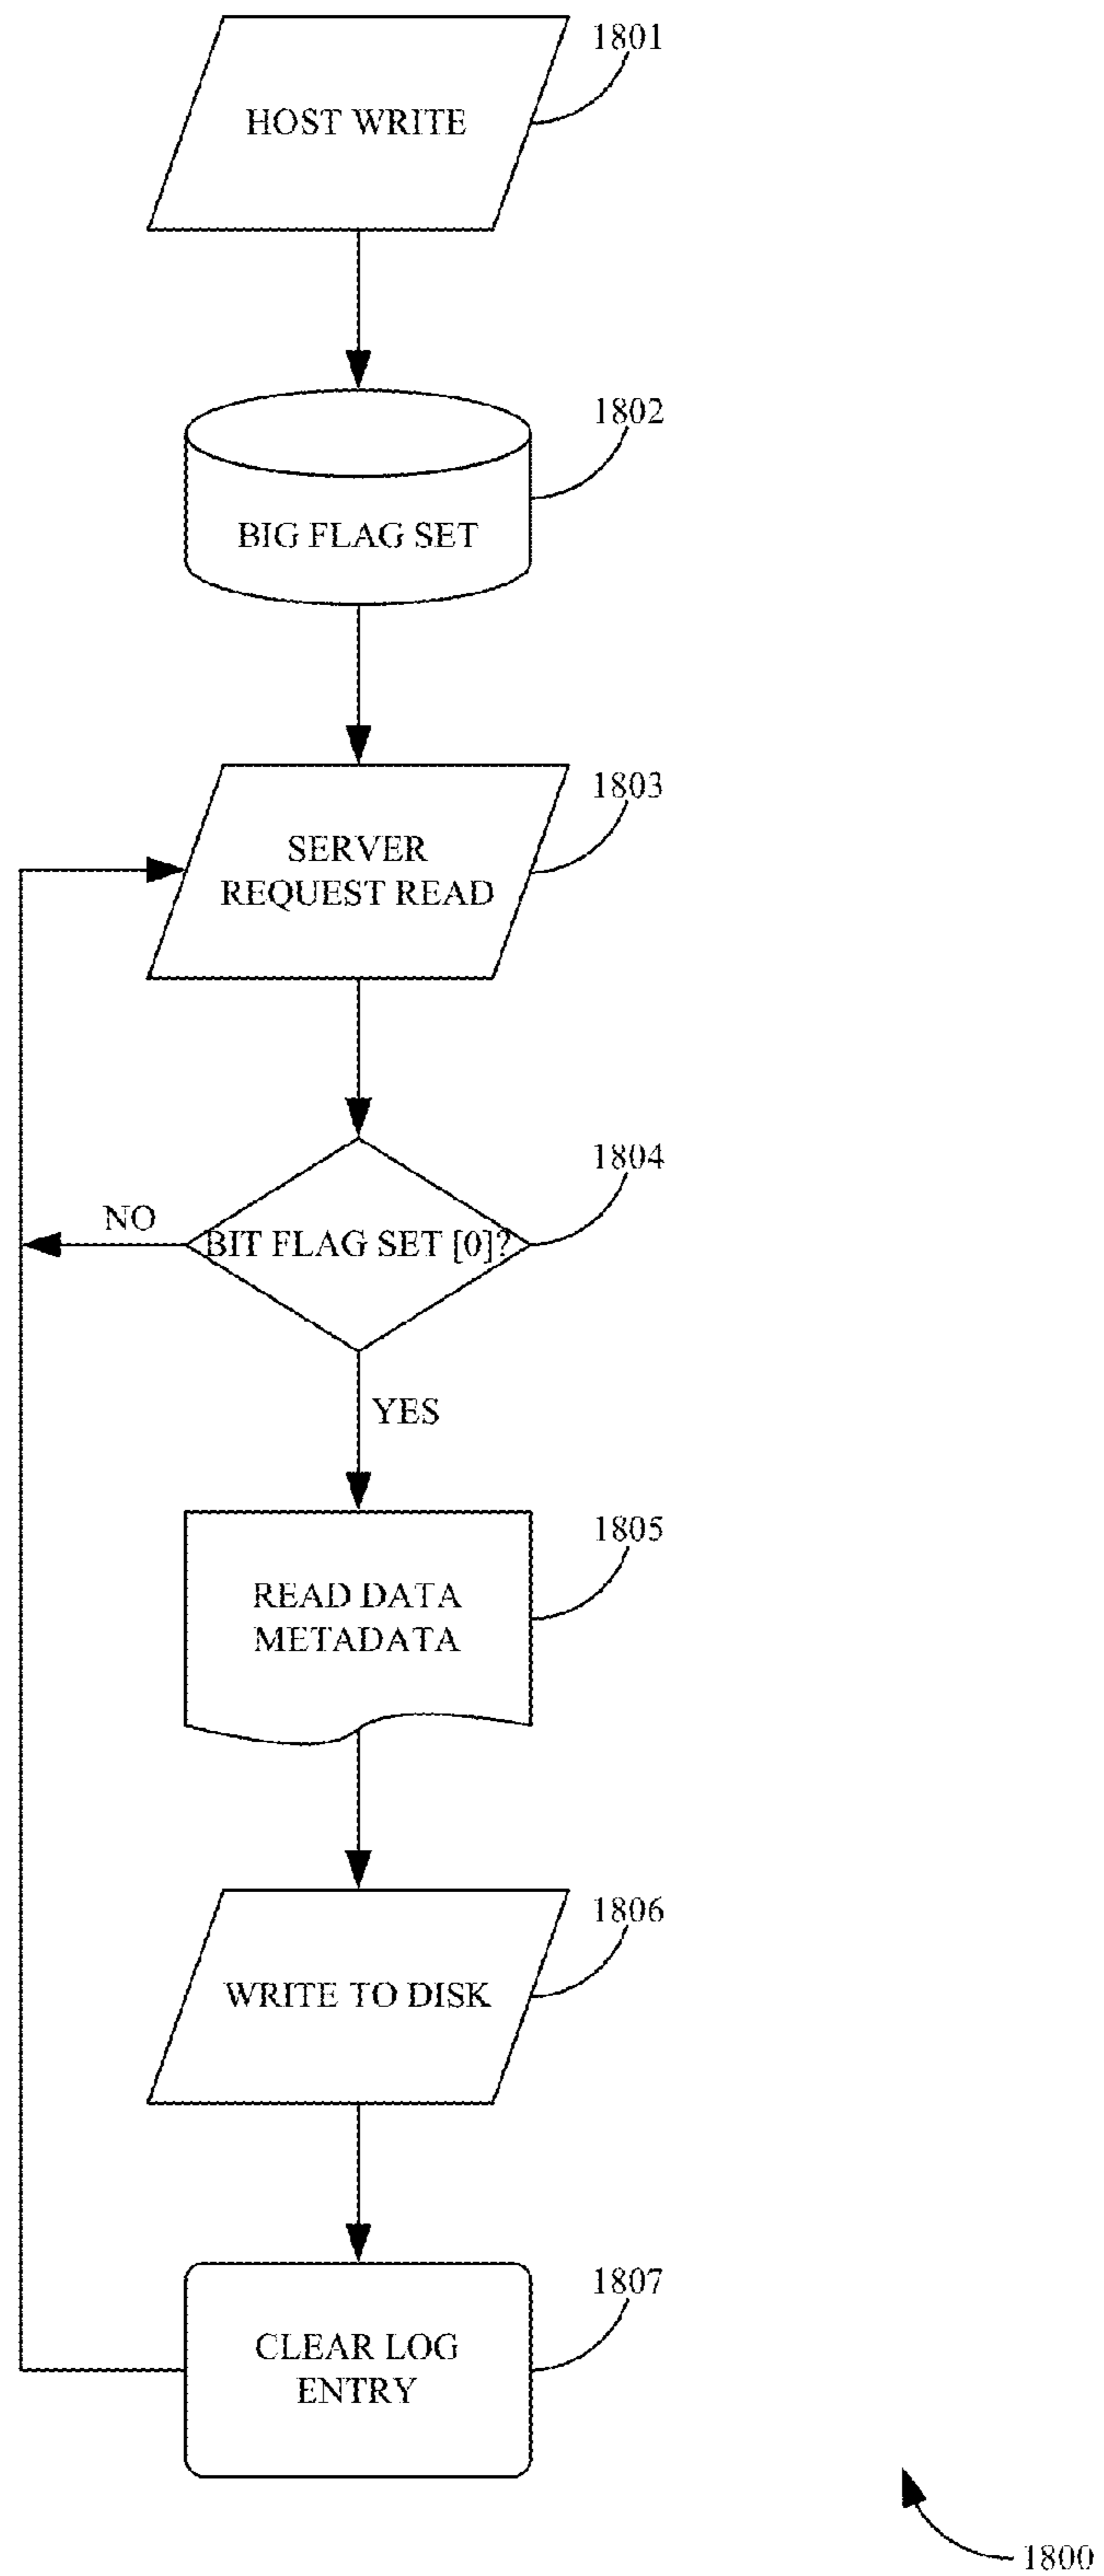 1801
HOST WRITE
1802
BIG FLAG SET
1803
SERVER
REQUEST READ
1804
NO
BIT FLAG SET [0]?
YES
1805
READ DATA
METADATA
1806
WRITE TO DISK
1807
CLEAR LOG
ENTRY
1800